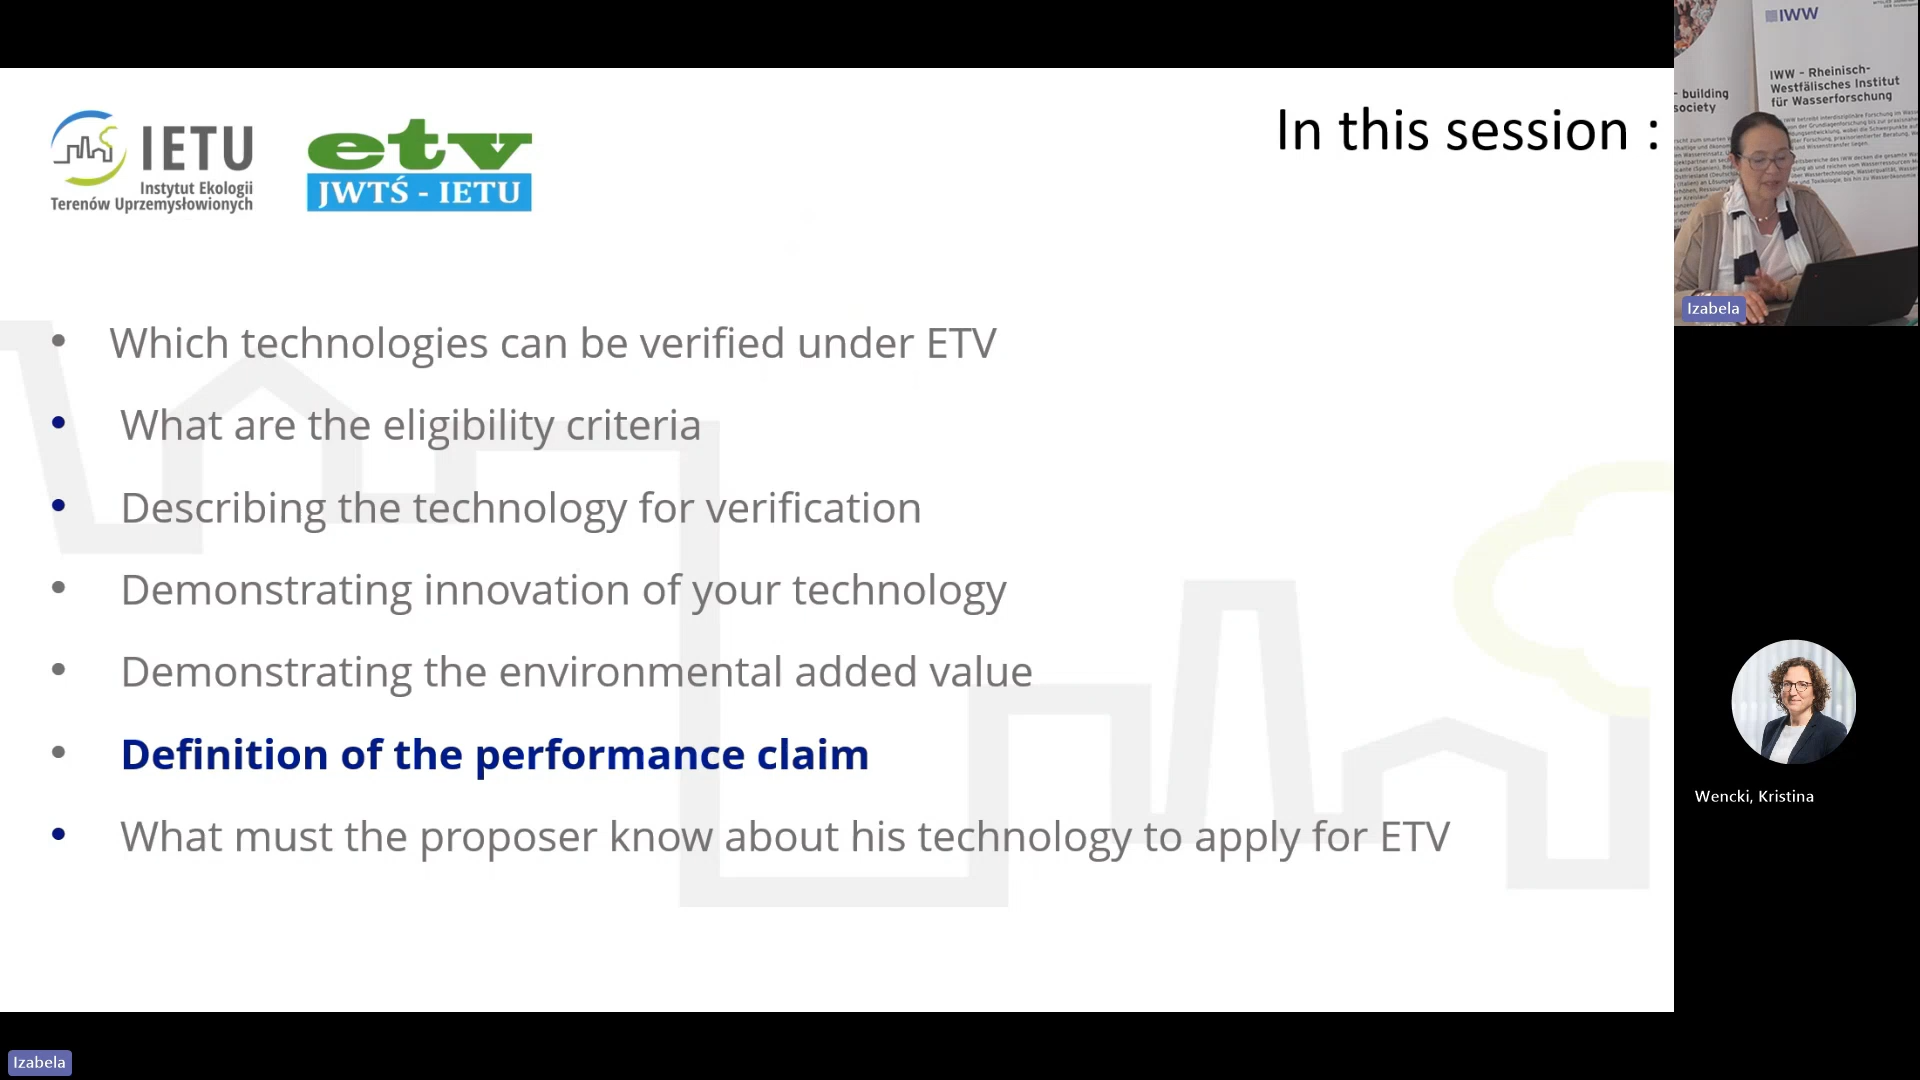 IETU
Instytut Ekologii
Terenów Uprzemysłowionych
etv
JWTŚ - IETU
In this session :
• Which technologies can be verified under ETV
• What are the eligibility criteria
• Describing the technology for verification
• Demonstrating innovation of your technology
• Demonstrating the environmental added value
• Definition of the performance claim
• What must the proposer know about his technology to apply for ETV
IWW
building
society
IWW - Rheinisch-
Westfälisches Institut
für Wasserforschung
Izabela
Wencki, Kristina
Izabela